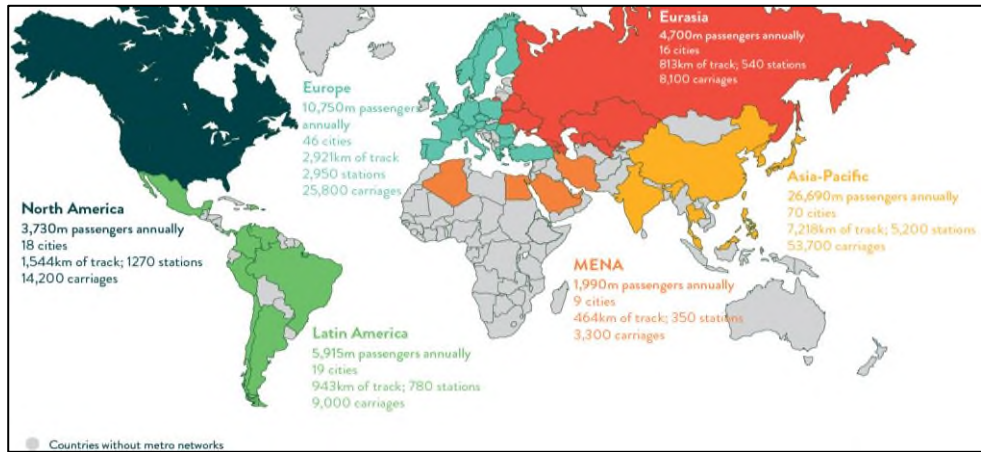 Eurasia
4,700m passengers annually
16 cities
813km of track; 540 stations
8,100 carriages
Europe
10,750m passengers
annually
46 cities
2,921km of track
2,950 stations
25,800 carriages
Asia-Pacific
26,690m passengers annually
70 cities
7,218km of track; 5,200 stations
53,700 carriages
North America
3,730m passengers annually
18 cities
1,544km of track; 1270 stations
14,200 carriages
MENA
1,990m passengers annually
9 cities
464km of track; 350 stations
3,300 carriages
Latin America
5,915m passengers annually
19 cities
943km of track; 780 stations
9,000 carriages
Countries without metro networks